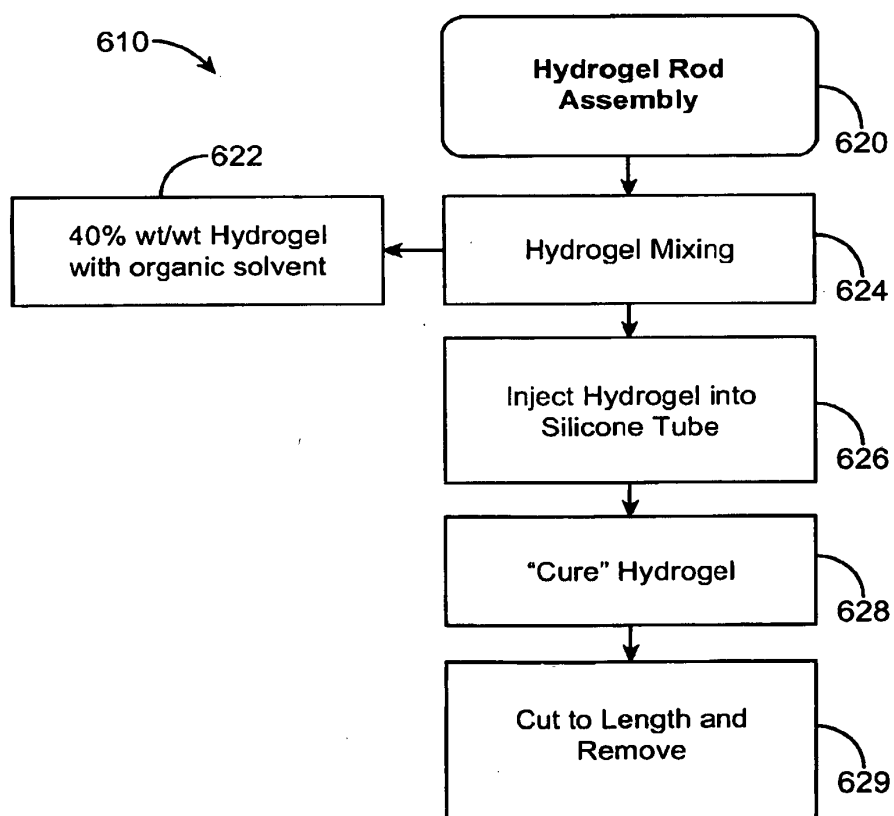 610
Hydrogel Rod
Assembly
620
622
40% wt/wt Hydrogel
with organic solvent
Hydrogel Mixing
624
Inject Hydrogel into
Silicone Tube
626
"Cure" Hydrogel
628
Cut to Length and
Remove
629